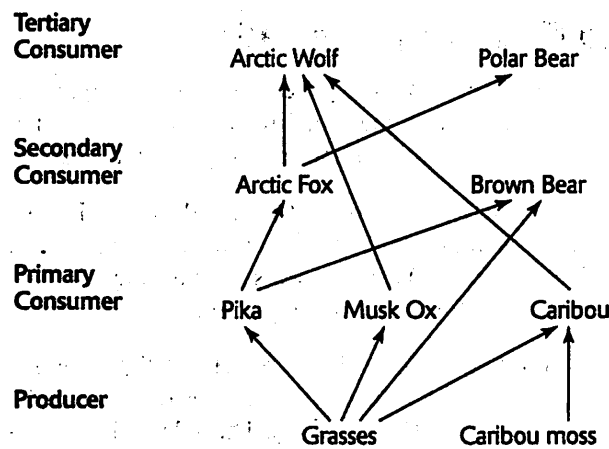 Tertiary
Consumer
Arctic Wolf
Polar Bear
Secondary
Consumer
Arctic Fox
Brown Bear
Primary
Consumer
Pika
Musk Ox
Caribou
Producer
Grasses
Caribou moss